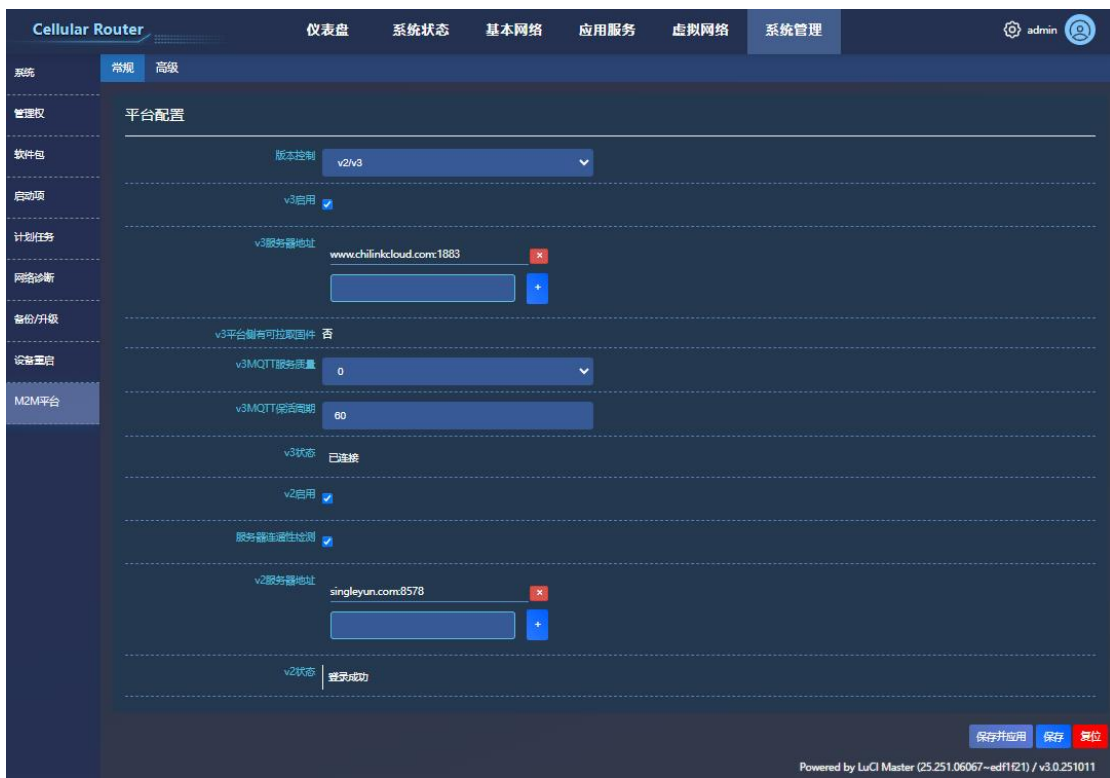 Cellular Router
仪表盘 系统状态 基本网络 应用服务 虚拟网络 系统管理
admin
系统
管理权
软件包
启动项
计划任务
网络诊断
备份/升级
设备重启
M2M平台
常规 高级
平台配置
版本控制 v2/v3
v3启用
v3服务器地址
www.chilinkcloud.com:1883 ×
+
v3平台侧有可拉取固件 否
v3MQTT服务质量 0
v3MQTT保活周期 60
v3状态 已连接
v2启用
服务器连通性检测
v2服务器地址
singleyun.com:8578 ×
+
v2状态 登录成功
保存并应用 保存 复位
Powered by LuCI Master (25.251.06067~edf1f21) / v3.0.251011